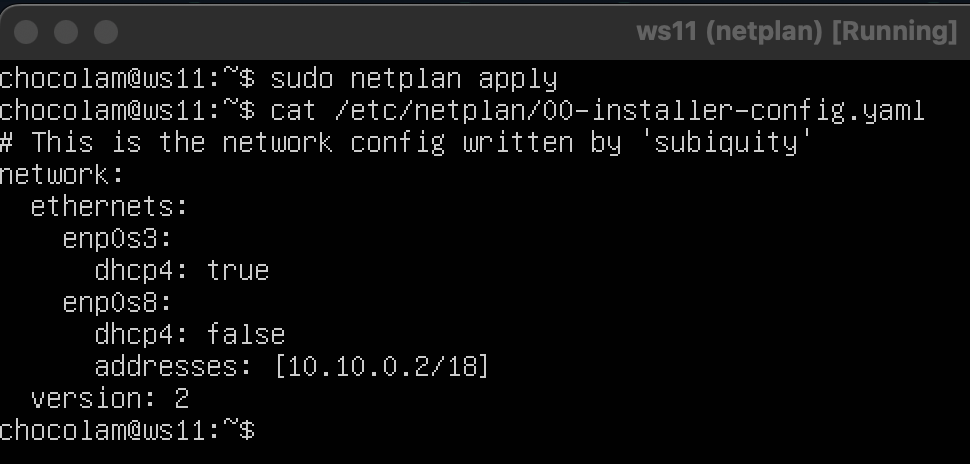 ws11 (netplan) [Running]
chocolam@ws11:~$ sudo netplan apply
chocolam@ws11:~$ cat /etc/netplan/00-installer-config.yaml
# This is the network config written by 'subiquity'
network:
  ethernets:
    enp0s3:
      dhcp4: true
    enp0s8:
      dhcp4: false
      addresses: [10.10.0.2/18]
  version: 2
chocolam@ws11:~$